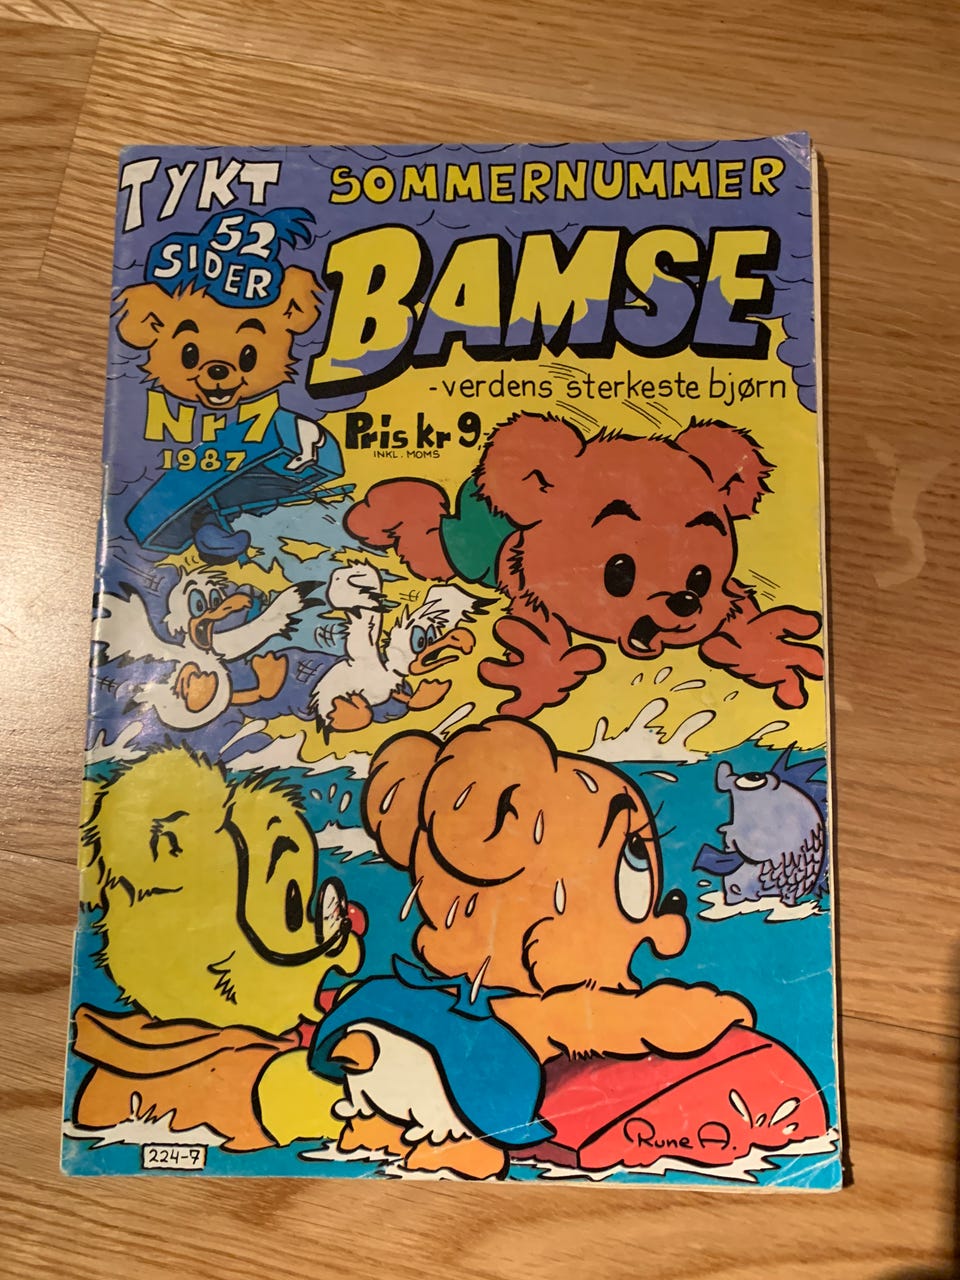 TYKT
52
SIDER
SOMMERNUMMER
BAMSE
-verdens sterkeste bjørn
Nr 7
1987
Pris kr 9,-
INKL. MOMS
Rune A.
224-7